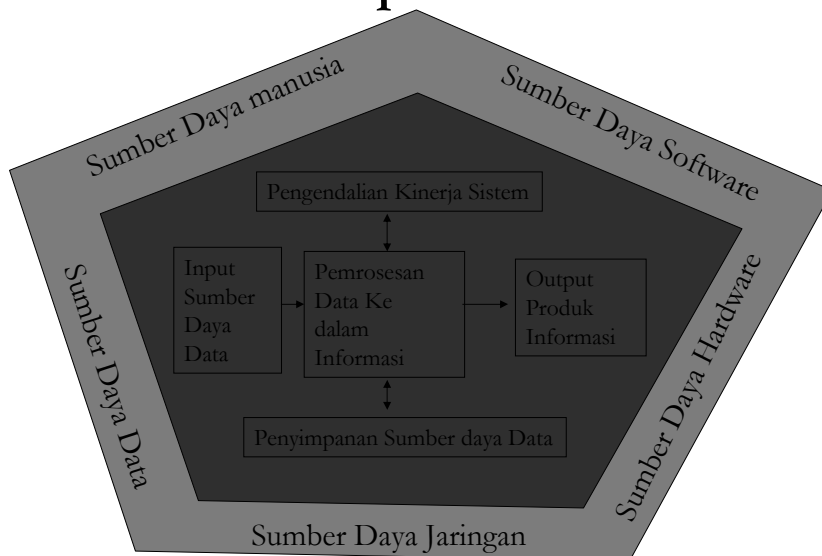 Sumber Daya manusia
Sumber Daya Software
Pengendalian Kinerja Sistem
Input
Sumber
Daya
Data
Pemrosesan
Data Ke
dalam
Informasi
Output
Produk
Informasi
Penyimpanan Sumber daya Data
Sumber Daya Data
Sumber Daya Hardware
Sumber Daya Jaringan